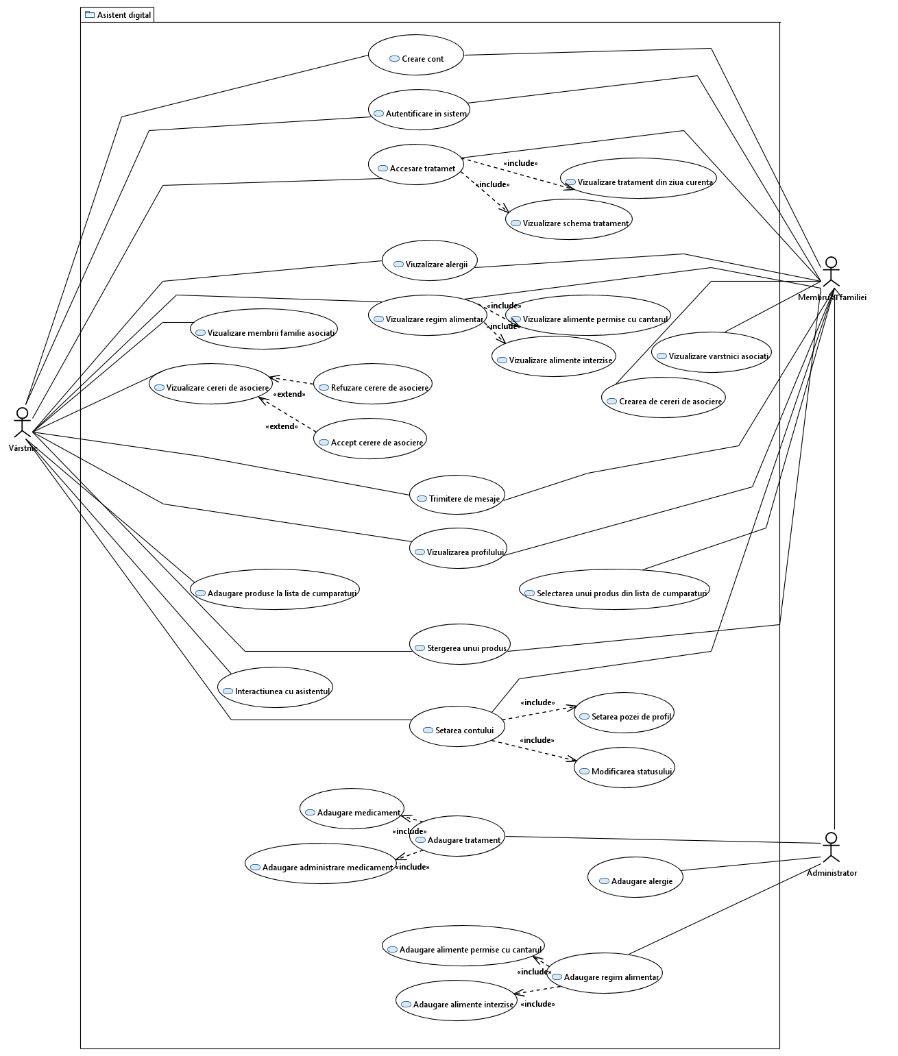 Asistent digital
Creare cont
Autentificare in sistem
Accesare tratamet
«include»
Vizualizare tratament din ziua curenta
«include»
Vizualizare schema tratament
Viuzalizare alergii
Membrul familiei
Vizualizare regim alimentar
«include»
Vizualizare alimente permise cu cantarul
«include»
Vizualizare membrii familie asociati
Vizualizare alimente interzise
Vizualizare varstnici asociati
Vizualizare cereri de asociere
Refuzare cerere de asociere
«extend»
Crearea de cereri de asociere
«extend»
Accept cerere de asociere
Vârstnic
Trimitere de mesaje
Vizualizarea profilului
Adaugare produse la lista de cumparaturi
Selectarea unui produs din lista de cumparaturi
Stergerea unui produs
Interactiunea cu asistentul
«include»
Setarea pozei de profil
Setarea contului
«include»
Modificarea statusului
Adaugare medicament
«include»
Adaugare tratament
Adaugare administrare medicament
«include»
Administrator
Adaugare alergie
Adaugare alimente permise cu cantarul
«include»
Adaugare regim alimentar
Adaugare alimente interzise
«include»